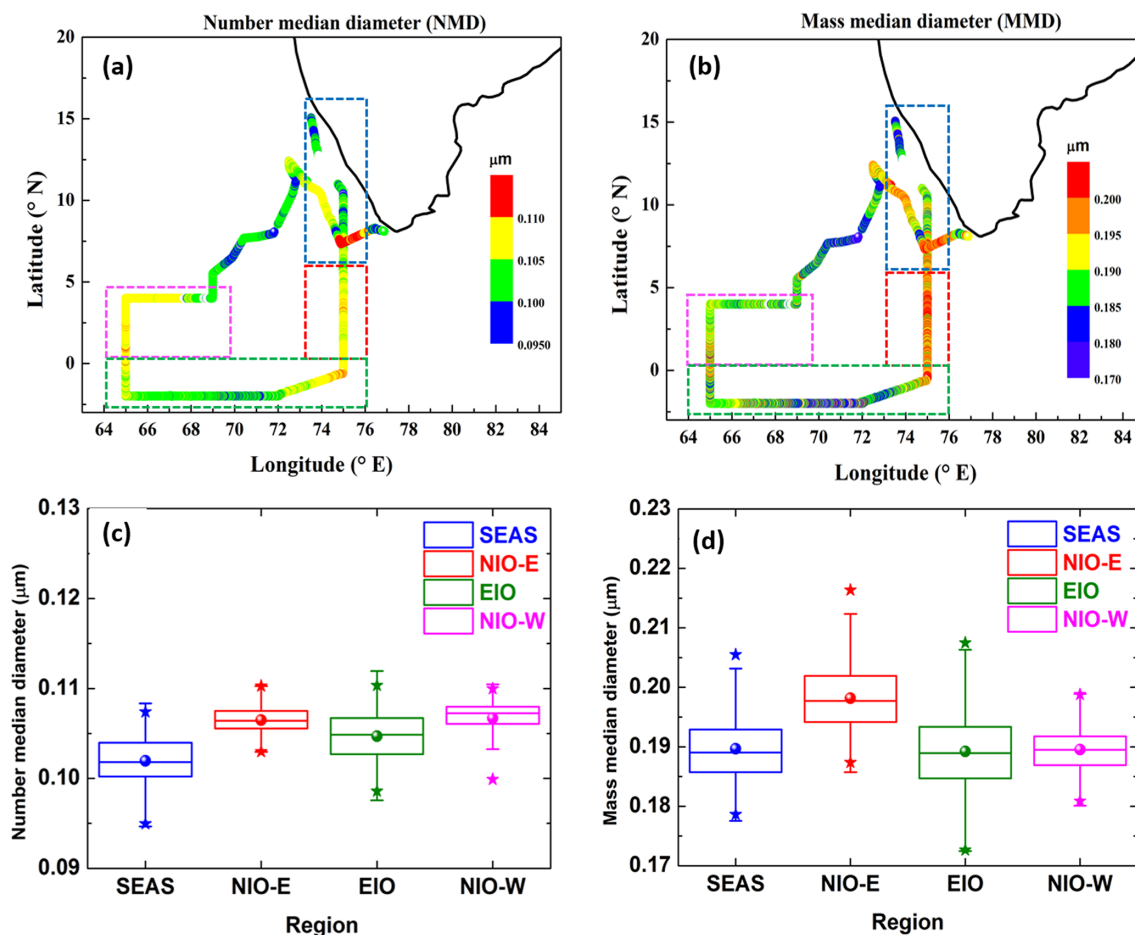 Number median diameter (NMD)
(a)
20
15
10
5
0
Latitude (° N)
µm
0.110
0.105
0.100
0.0950
64 66 68 70 72 74 76 78 80 82 84
Longitude (° E)
Mass median diameter (MMD)
(b)
20
15
10
5
0
Latitude (° N)
µm
0.200
0.195
0.190
0.185
0.180
0.170
64 66 68 70 72 74 76 78 80 82 84
Longitude (° E)
(c)
0.13
0.12
0.11
0.10
0.09
Number median diameter (µm)
SEAS
NIO-E
EIO
NIO-W
SEAS NIO-E EIO NIO-W
Region
(d)
0.23
0.22
0.21
0.20
0.19
0.18
0.17
Mass median diameter (µm)
SEAS
NIO-E
EIO
NIO-W
SEAS NIO-E EIO NIO-W
Region